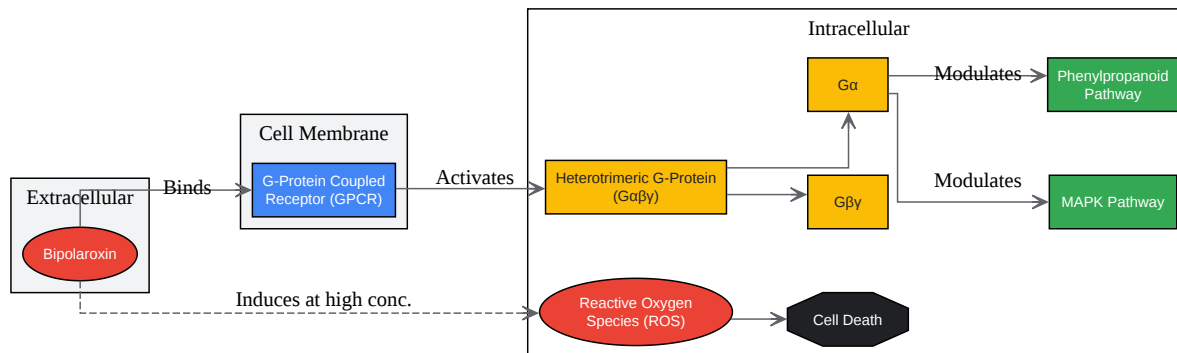 Intracellular
Gα
Modulates
Phenylpropanoid
Pathway
Cell Membrane
G-Protein Coupled
Receptor (GPCR)
Activates
Heterotrimeric G-Protein
(Gαβγ)
Gβγ
Modulates
MAPK Pathway
Extracellular
Binds
Bipolaroxin
Induces at high conc.
Reactive Oxygen
Species (ROS)
Cell Death